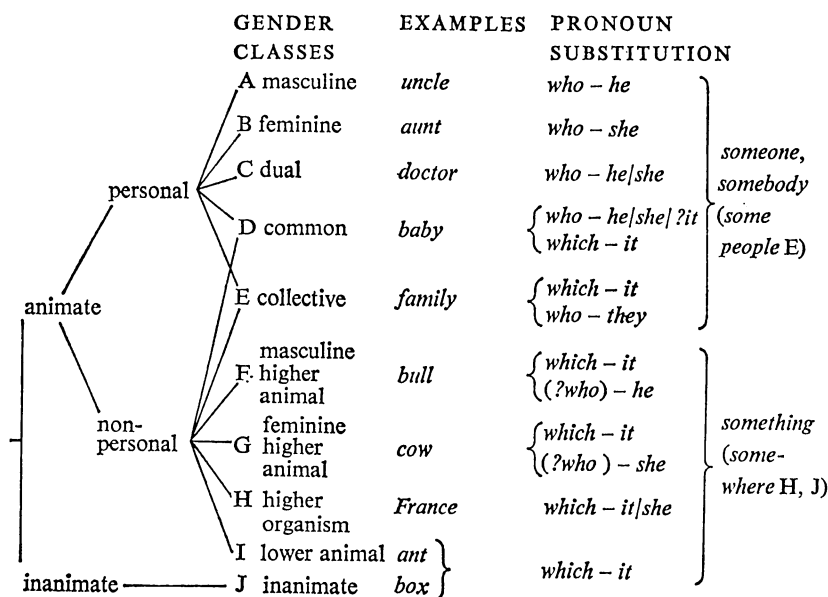 GENDER CLASSES EXAMPLES PRONOUN SUBSTITUTION
A masculine uncle who – he
B feminine aunt who – she
C dual doctor who – he/she
personal
D common baby who – he/she/?it
which – it
someone, somebody (some people E)
E collective family which – it
who – they
animate
F masculine higher animal bull which – it
(?who) – he
non-personal
G feminine higher animal cow which – it
(?who) – she
something (some-where H, J)
H higher organism France which – it/she
I lower animal ant
which – it
inanimate J inanimate box